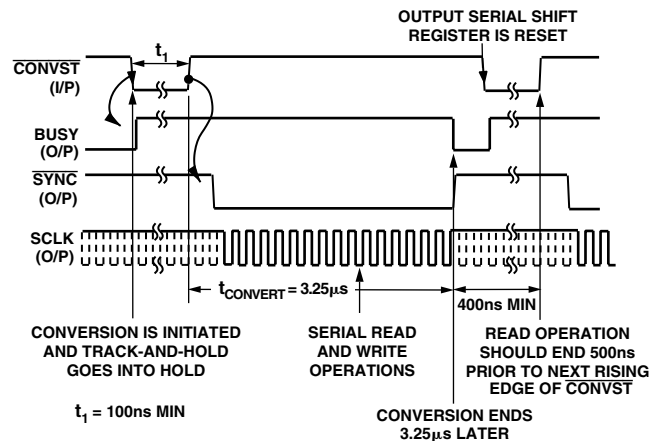 OUTPUT SERIAL SHIFT
REGISTER IS RESET
t1
CONVST
(I/P)
BUSY
(O/P)
SYNC
(O/P)
SCLK
(O/P)
tCONVERT = 3.25μs
400ns MIN
CONVERSION IS INITIATED
AND TRACK-AND-HOLD
GOES INTO HOLD
SERIAL READ
AND WRITE
OPERATIONS
READ OPERATION
SHOULD END 500ns
PRIOR TO NEXT RISING
EDGE OF CONVST
t1 = 100ns MIN
CONVERSION ENDS
3.25μs LATER